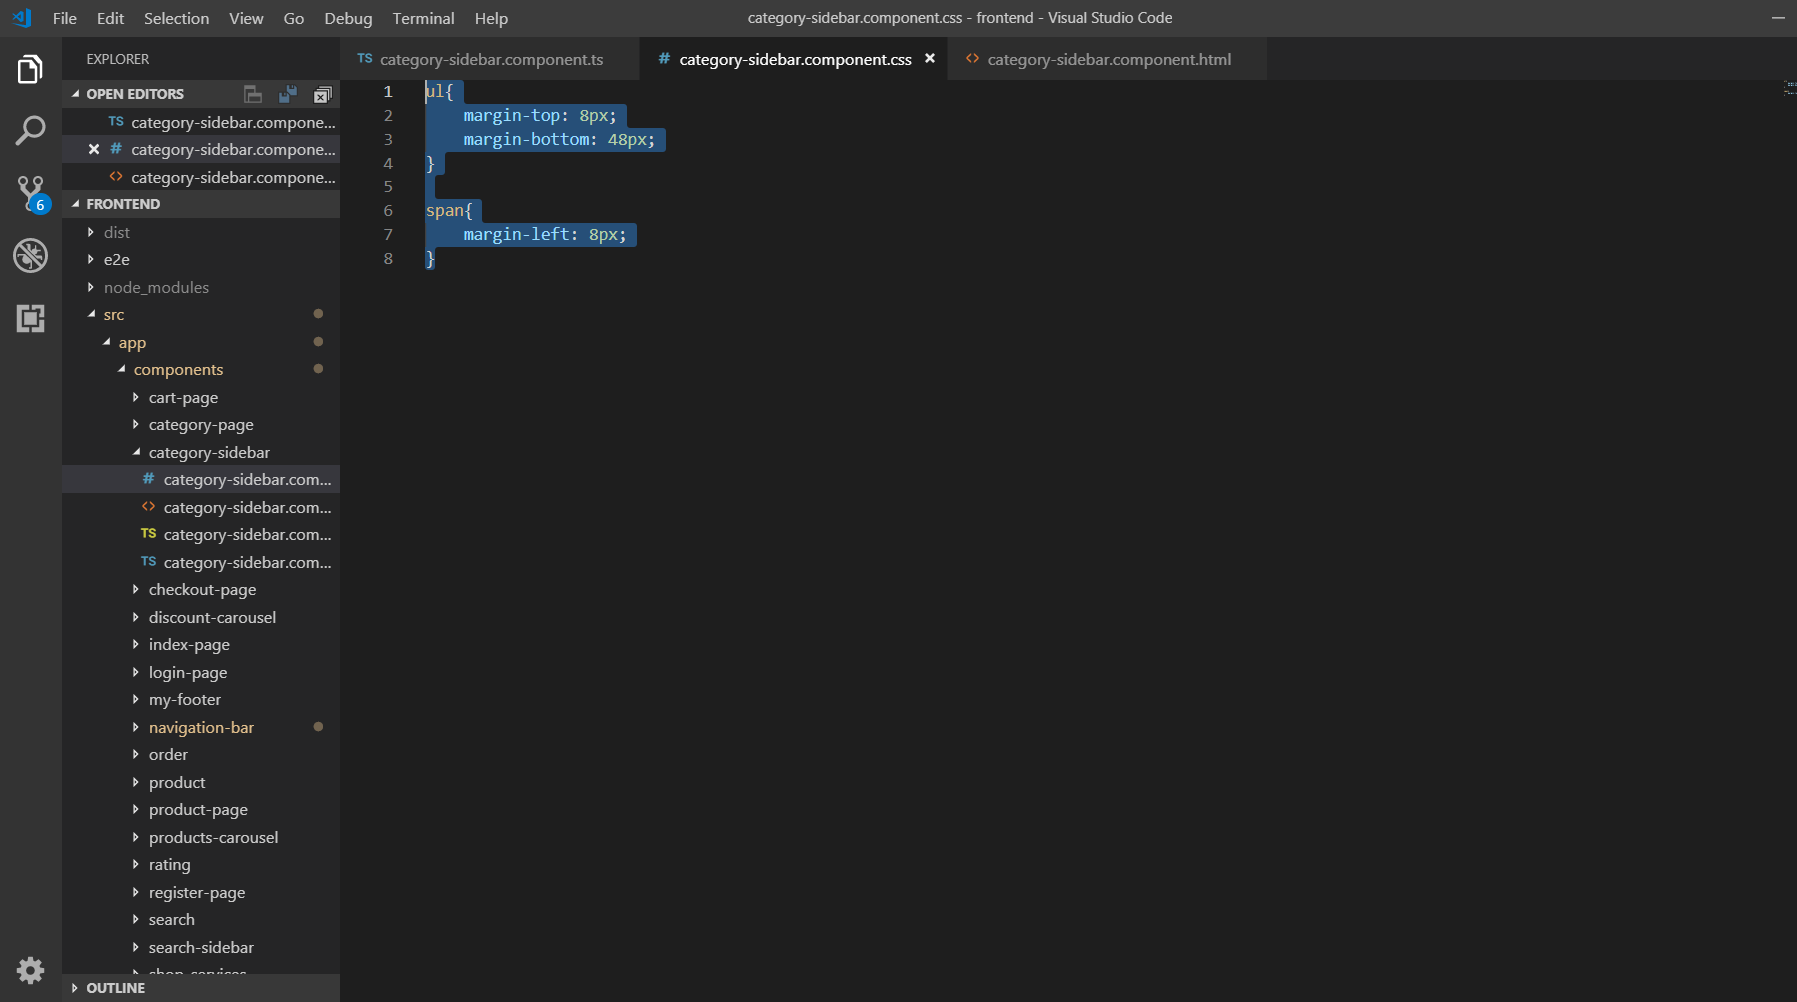 File Edit Selection View Go Debug Terminal Help
category-sidebar.component.css - frontend - Visual Studio Code
EXPLORER
OPEN EDITORS
TS category-sidebar.compone...
# category-sidebar.compone...
<> category-sidebar.compone...
FRONTEND
dist
e2e
node_modules
src
app
components
cart-page
category-page
category-sidebar
# category-sidebar.com...
<> category-sidebar.com...
TS category-sidebar.com...
TS category-sidebar.com...
checkout-page
discount-carousel
index-page
login-page
my-footer
navigation-bar
order
product
product-page
products-carousel
rating
register-page
search
search-sidebar
shop-services
OUTLINE
6
TS category-sidebar.component.ts
# category-sidebar.component.css
<> category-sidebar.component.html
1 ul{
2     margin-top: 8px;
3     margin-bottom: 48px;
4 }
5
6 span{
7     margin-left: 8px;
8 }